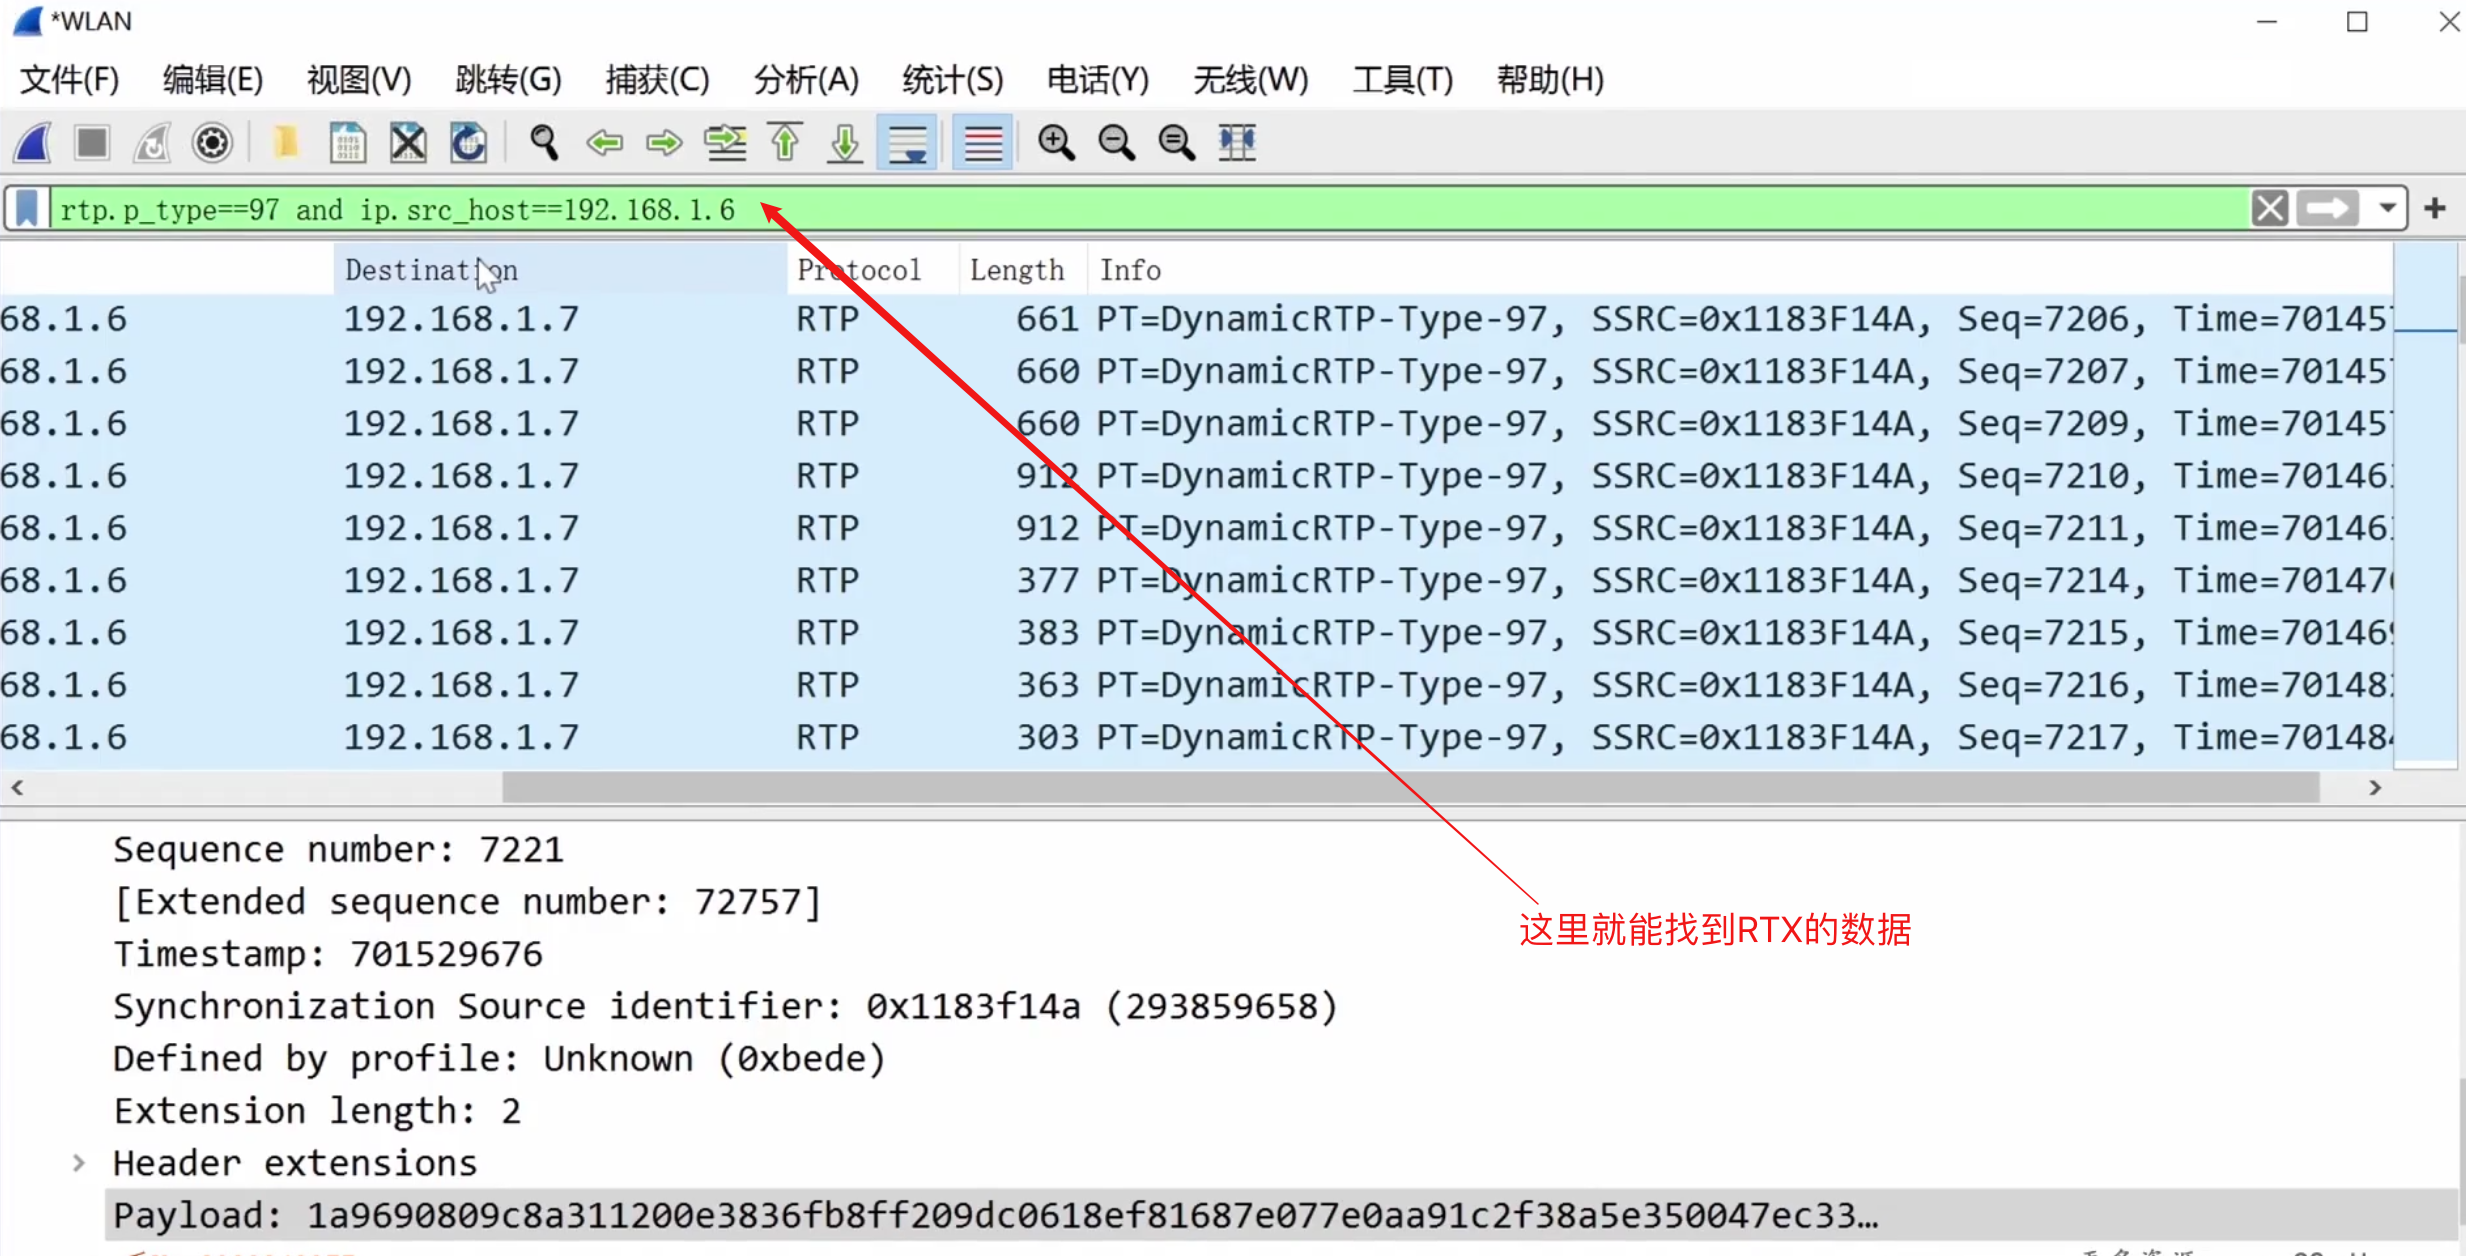 *WLAN
文件(F) 编辑(E) 视图(V) 跳转(G) 捕获(C) 分析(A) 统计(S) 电话(Y) 无线(W) 工具(T) 帮助(H)
rtp.p_type==97 and ip.src_host==192.168.1.6
Destination Protocol Length Info
68.1.6 192.168.1.7 RTP 661 PT=DynamicRTP-Type-97, SSRC=0x1183F14A, Seq=7206, Time=70145
68.1.6 192.168.1.7 RTP 660 PT=DynamicRTP-Type-97, SSRC=0x1183F14A, Seq=7207, Time=70145
68.1.6 192.168.1.7 RTP 660 PT=DynamicRTP-Type-97, SSRC=0x1183F14A, Seq=7209, Time=70145
68.1.6 192.168.1.7 RTP 912 PT=DynamicRTP-Type-97, SSRC=0x1183F14A, Seq=7210, Time=70146
68.1.6 192.168.1.7 RTP 912 PT=DynamicRTP-Type-97, SSRC=0x1183F14A, Seq=7211, Time=70146
68.1.6 192.168.1.7 RTP 377 PT=DynamicRTP-Type-97, SSRC=0x1183F14A, Seq=7214, Time=70147
68.1.6 192.168.1.7 RTP 383 PT=DynamicRTP-Type-97, SSRC=0x1183F14A, Seq=7215, Time=70146
68.1.6 192.168.1.7 RTP 363 PT=DynamicRTP-Type-97, SSRC=0x1183F14A, Seq=7216, Time=70148
68.1.6 192.168.1.7 RTP 303 PT=DynamicRTP-Type-97, SSRC=0x1183F14A, Seq=7217, Time=70148
Sequence number: 7221
[Extended sequence number: 72757]
这里就能找到RTX的数据
Timestamp: 701529676
Synchronization Source identifier: 0x1183f14a (293859658)
Defined by profile: Unknown (0xbede)
Extension length: 2
Header extensions
Payload: 1a9690809c8a311200e3836fb8ff209dc0618ef81687e077e0aa91c2f38a5e350047ec33…